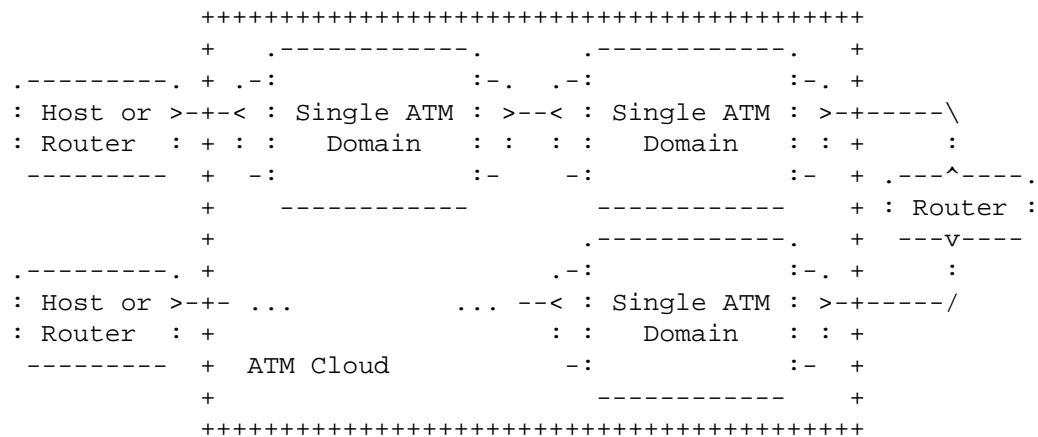 +++++++++++++++++++++++++++++++++++++++++
            +   .------------.      .------------.   +
.---------. + .-:            :-.  .-:            :-. +
: Host or >-+-< : Single ATM : >--< : Single ATM : >-+-----\
: Router  : + : :   Domain   : :  : :   Domain   : : +     :
 ---------  +  -:            :-    -:            :-  + .---^----.
            +    ------------        ------------    + : Router :
            +                       .------------.   +  ---v----
.---------. +                     .-:            :-. +     :
: Host or >-+- ...          ... --< : Single ATM : >-+-----/
: Router  : +                     : :   Domain   : : +
 ---------  +  ATM Cloud           -:            :-  +
            +                        ------------    +
            +++++++++++++++++++++++++++++++++++++++++